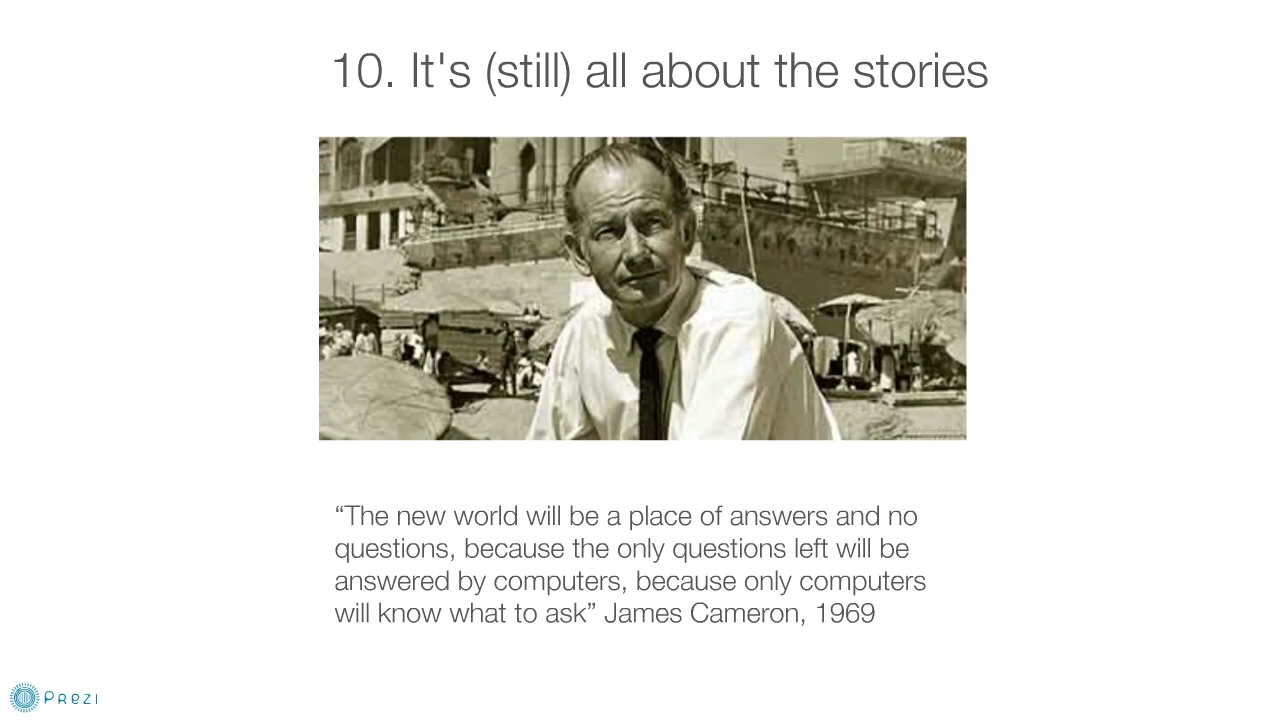 10. It's (still) all about the stories
“The new world will be a place of answers and no
questions, because the only questions left will be
answered by computers, because only computers
will know what to ask” James Cameron, 1969
Prezi